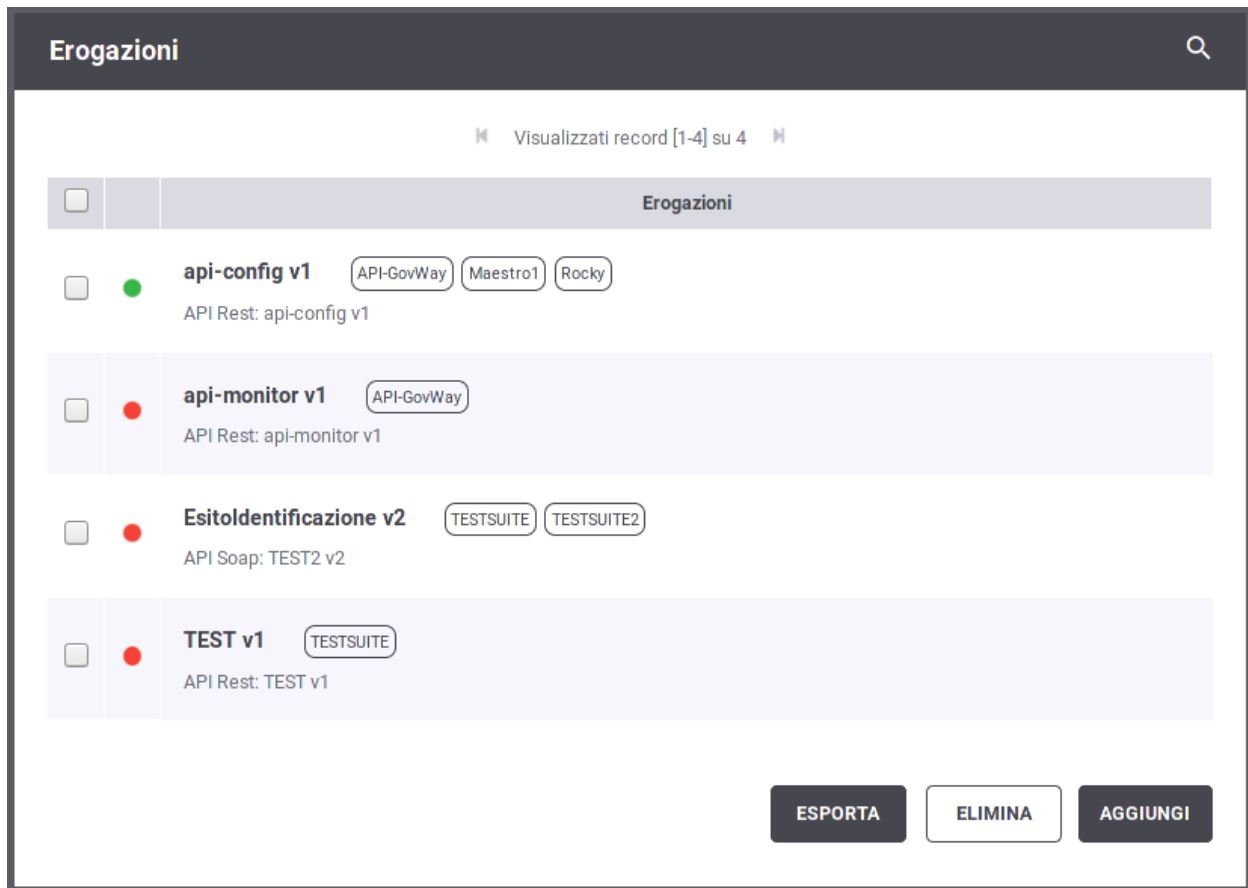 Erogazioni
Visualizzati record [1-4] su 4
Erogazioni
api-config v1 API-GovWay Maestro1 Rocky
API Rest: api-config v1
api-monitor v1 API-GovWay
API Rest: api-monitor v1
EsitoIdentificazione v2 TESTSUITE TESTSUITE2
API Soap: TEST2 v2
TEST v1 TESTSUITE
API Rest: TEST v1
ESPORTA ELIMINA AGGIUNGI